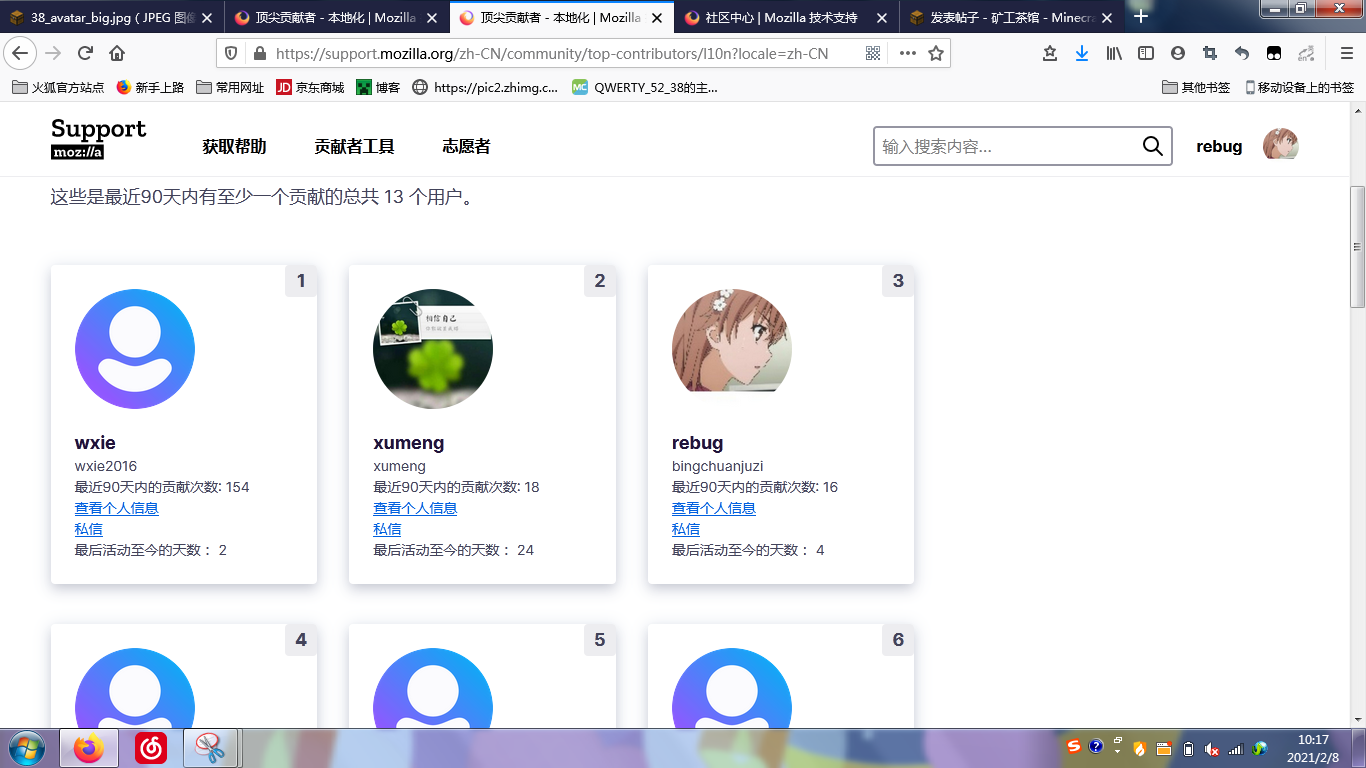 38_avatar_big.jpg ( JPEG 图像
顶尖贡献者 - 本地化 | Mozilla
顶尖贡献者 - 本地化 | Mozilla
社区中心 | Mozilla 技术支持
发表帖子 - 矿工茶馆 - Minecra
https://support.mozilla.org/zh-CN/community/top-contributors/l10n?locale=zh-CN
火狐官方站点
新手上路
常用网址
JD 京东商城
博客
https://pic2.zhimg.c...
MC QWERTY_52_38的主...
其他书签
移动设备上的书签
Support
moz://a
获取帮助
贡献者工具
志愿者
输入搜索内容...
rebug
这些是最近90天内有至少一个贡献的总共 13 个用户。
1
wxie
wxie2016
最近90天内的贡献次数: 154
查看个人信息
私信
最后活动至今的天数： 2
2
相信自己
xumeng
xumeng
最近90天内的贡献次数: 18
查看个人信息
私信
最后活动至今的天数： 24
3
rebug
bingchuanjuzi
最近90天内的贡献次数: 16
查看个人信息
私信
最后活动至今的天数： 4
4
5
6
10:17
2021/2/8